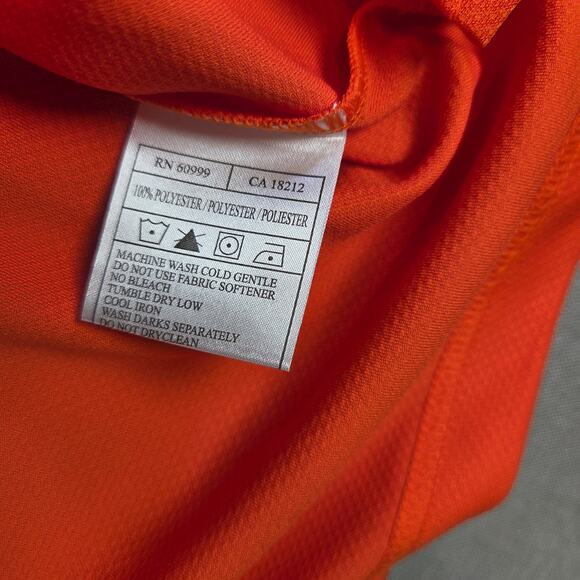 RN 60999
CA 18212
100% POLYESTER / POLYESTER / POLIESTER
MACHINE WASH COLD GENTLE
DO NOT USE FABRIC SOFTENER
NO BLEACH
TUMBLE DRY LOW
COOL IRON
WASH DARKS SEPARATELY
DO NOT DRYCLEAN